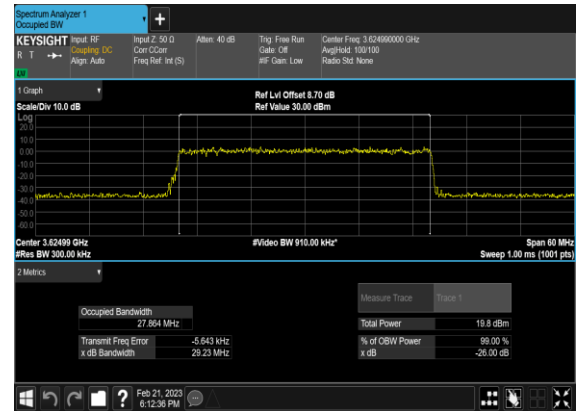 Spectrum Analyzer 1
Occupied BW
KEYSIGHT Input: RF Input Z: 50 Ω Atten: 40 dB Trig: Free Run Center Freq: 3.624990000 GHz
R T Coupling: DC Corr CCorr Gate: Off Avg|Hold: 100/100
Align: Auto Freq Ref: Int (S) #IF Gain: Low Radio Std: None
1 Graph
Ref Lvl Offset 8.70 dB
Scale/Div 10.0 dB Ref Value 30.00 dBm
Log
20.0
10.0
0.00
-10.0
-20.0
-30.0
-40.0
-50.0
-60.0
Center 3.62499 GHz #Video BW 910.00 kHz* Span 60 MHz
#Res BW 300.00 kHz Sweep 1.00 ms (1001 pts)
2 Metrics
Measure Trace Trace 1
Occupied Bandwidth
27.864 MHz Total Power 19.8 dBm
Transmit Freq Error -5.643 kHz % of OBW Power 99.00 %
x dB Bandwidth 29.23 MHz x dB -26.00 dB
? Feb 21, 2023
6:12:36 PM